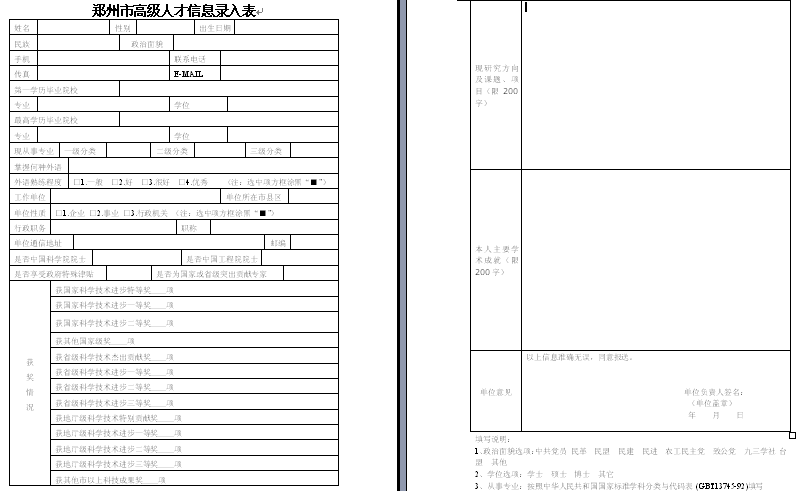 郑州市高级人才信息录入表
姓名 性别 出生日期
民族 政治面貌
手机 联系电话
传真 E-MAIL
第一学历毕业院校
专业 学位
最高学历毕业院校
专业 学位
现从事专业 一级分类 二级分类 三级分类
掌握何种外语
外语熟练程度 □1.一般 □2.好 □3.很好 □4.优秀 （注：选中项方框涂黑“■”）
工作单位 单位所在市县区
单位性质 □1.企业 □2.事业 □3.行政机关 （注：选中项方框涂黑“■”）
行政职务 职称
单位通信地址 邮编
是否中国科学院院士 是否中国工程院院士
是否享受政府特殊津贴 是否为国家或省级突出贡献专家
获奖情况
获国家科学技术进步特等奖____项
获国家科学技术进步一等奖____项
获国家科学技术进步二等奖____项
获其他国家级奖____项
获省级科学技术杰出贡献奖____项
获省级科学技术进步一等奖____项
获省级科学技术进步二等奖____项
获省级科学技术进步三等奖____项
获地厅级科学技术特别贡献奖____项
获地厅级科学技术进步一等奖____项
获地厅级科学技术进步二等奖____项
获地厅级科学技术进步三等奖____项
获其他市以上科技成果奖____项
现研究方向
及课题、项
目（限 200
字）
本人主要学
术成就（限
200 字）
单位意见
以上信息准确无误，同意报送。
单位负责人签名：
（单位盖章）
年 月 日
填写说明：
1、政治面貌选项：中共党员 民革 民盟 民建 民进 农工民主党 致公党 九三学社 台
盟 其他
2、学位选项：学士 硕士 博士 其它
3、从事专业：按照中华人民共和国国家标准学科分类与代码表 (GBT13745-92)填写